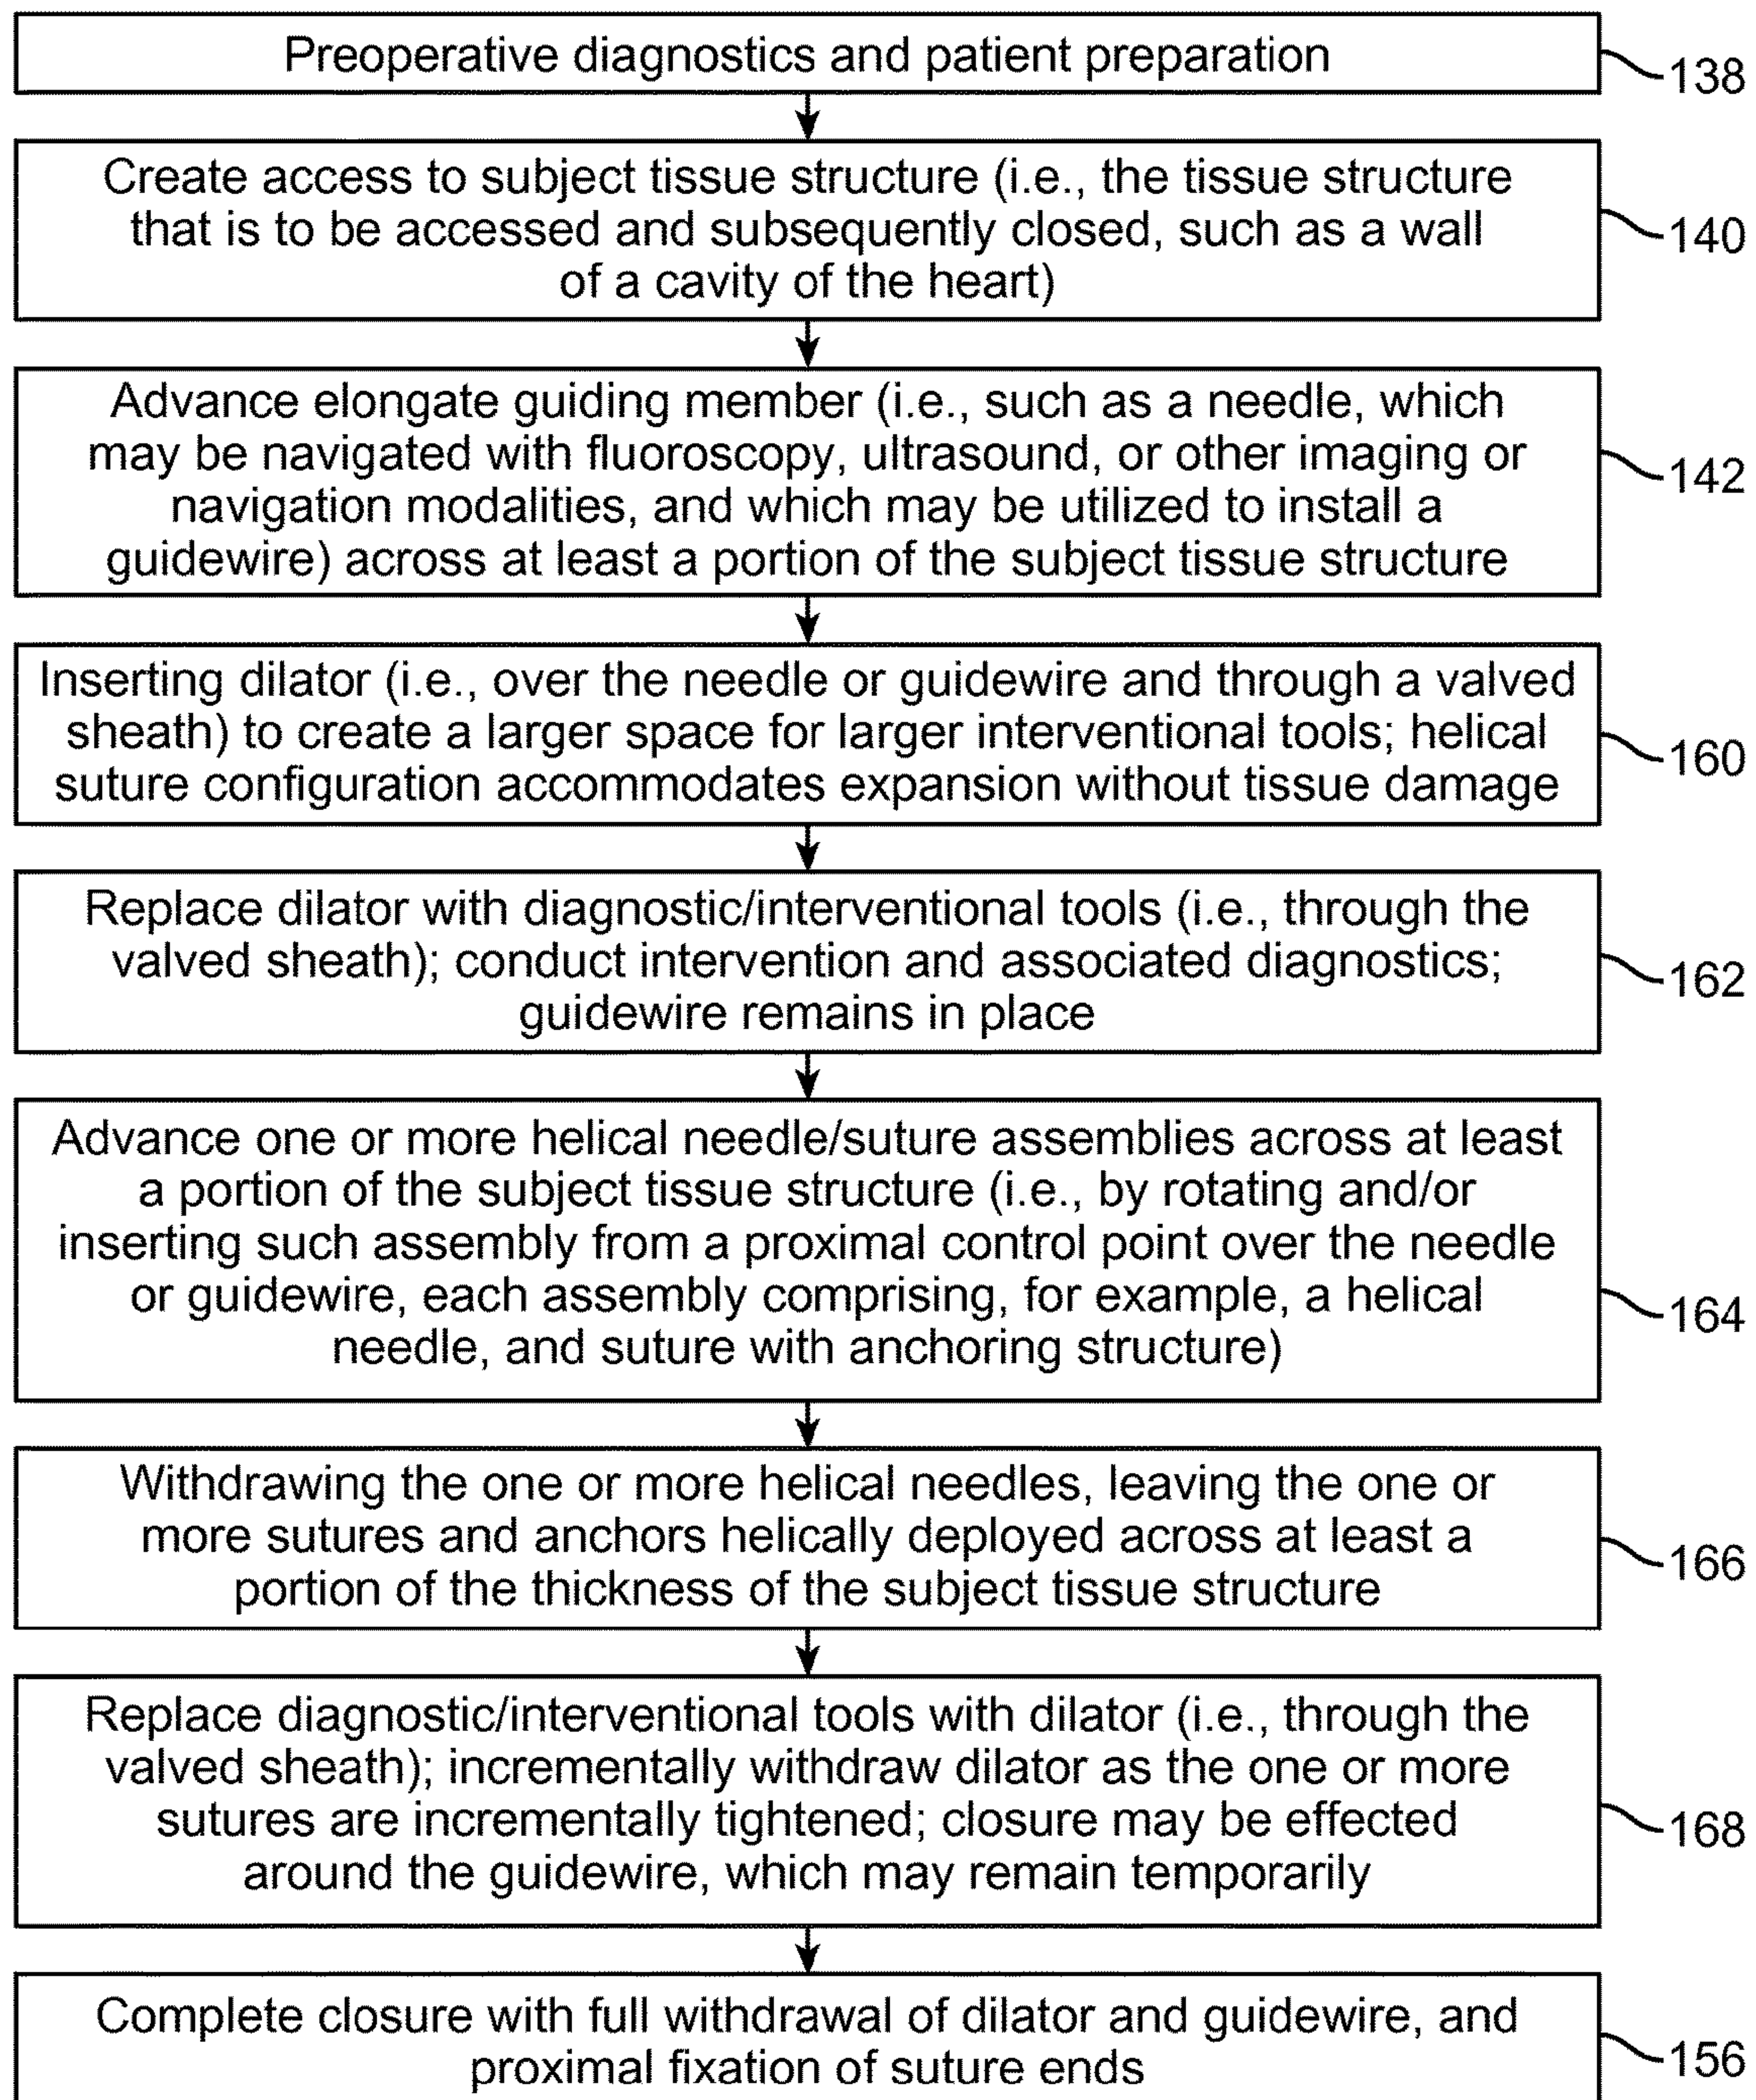 Preoperative diagnostics and patient preparation
138
Create access to subject tissue structure (i.e., the tissue structure
that is to be accessed and subsequently closed, such as a wall
of a cavity of the heart)
140
Advance elongate guiding member (i.e., such as a needle, which
may be navigated with fluoroscopy, ultrasound, or other imaging or
navigation modalities, and which may be utilized to install a
guidewire) across at least a portion of the subject tissue structure
142
Inserting dilator (i.e., over the needle or guidewire and through a valved
sheath) to create a larger space for larger interventional tools; helical
suture configuration accommodates expansion without tissue damage
160
Replace dilator with diagnostic/interventional tools (i.e., through the
valved sheath); conduct intervention and associated diagnostics;
guidewire remains in place
162
Advance one or more helical needle/suture assemblies across at least
a portion of the subject tissue structure (i.e., by rotating and/or
inserting such assembly from a proximal control point over the needle
or guidewire, each assembly comprising, for example, a helical
needle, and suture with anchoring structure)
164
Withdrawing the one or more helical needles, leaving the one or
more sutures and anchors helically deployed across at least a
portion of the thickness of the subject tissue structure
166
Replace diagnostic/interventional tools with dilator (i.e., through the
valved sheath); incrementally withdraw dilator as the one or more
sutures are incrementally tightened; closure may be effected
around the guidewire, which may remain temporarily
168
Complete closure with full withdrawal of dilator and guidewire, and
proximal fixation of suture ends
156